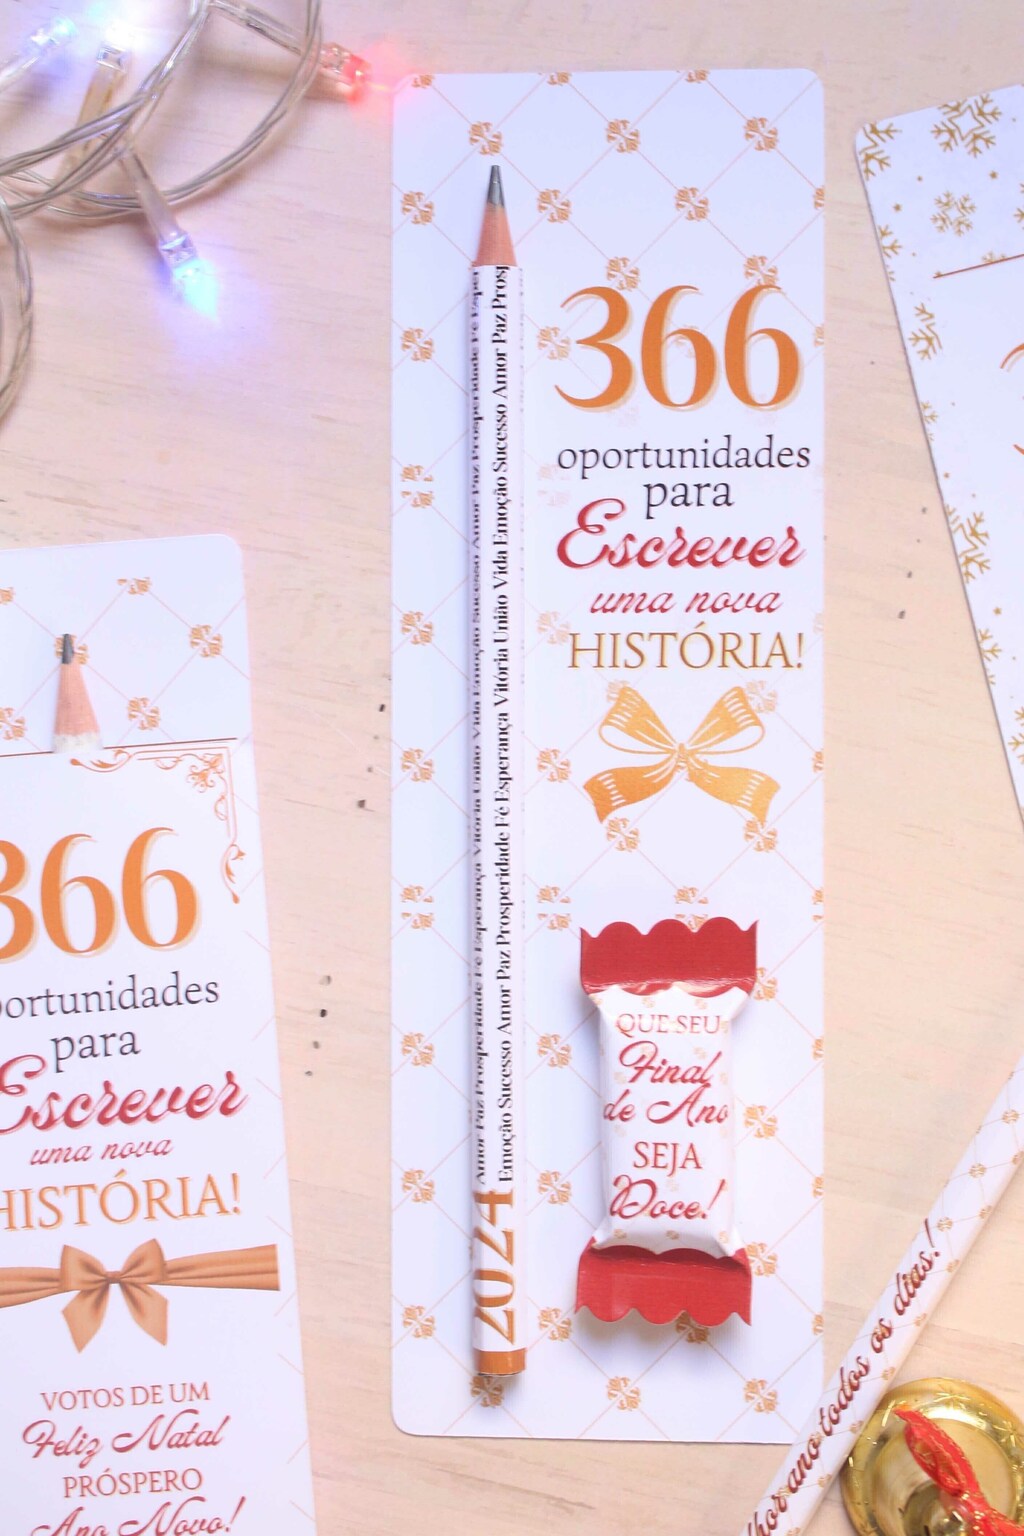 366
oportunidades
para
Escrever
uma nova
HISTÓRIA!
Amor Paz Prosperidade Fé Esperança Vitória União Vida Emoção Sucesso Amor Paz Prosperidade Fé
Emoção Sucesso Amor Paz Prosperidade Fé Esperança Vitória União Vida Emoção Sucesso Amor Paz
2024
QUE SEU
Final
de Ano
SEJA
Doce!
366
oportunidades
para
Escrever
uma nova
HISTÓRIA!
VOTOS DE UM
Feliz Natal
PRÓSPERO
Ano Novo!
ano todos os dias!